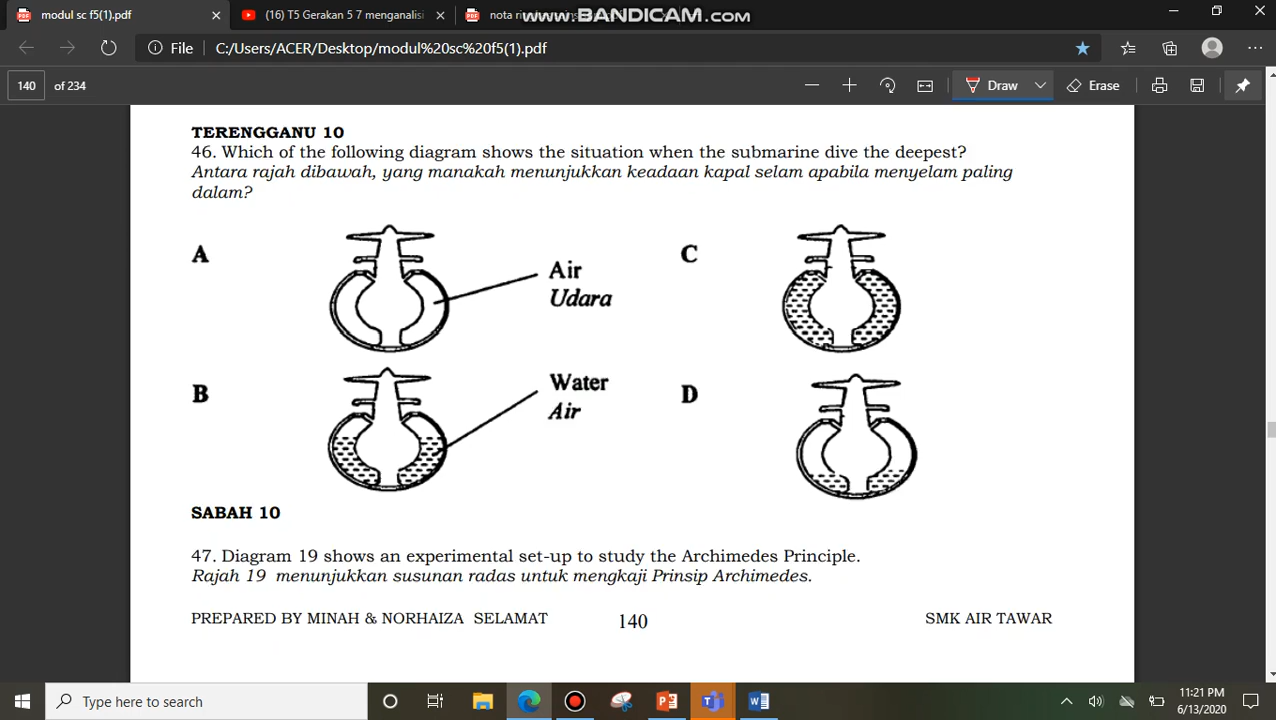 modul sc f5(1).pdf
(16) T5 Gerakan 5 7 menganalisi
www.BANDICAM.com
File
C:/Users/ACER/Desktop/modul%20sc%20f5(1).pdf
140 of 234
Draw
Erase
TERENGGANU 10
46. Which of the following diagram shows the situation when the submarine dive the deepest?
Antara rajah dibawah, yang manakah menunjukkan keadaan kapal selam apabila menyelam paling
dalam?
A
Air
Udara
C
B
Water
Air
D
SABAH 10
47. Diagram 19 shows an experimental set-up to study the Archimedes Principle.
Rajah 19 menunjukkan susunan radas untuk mengkaji Prinsip Archimedes.
PREPARED BY MINAH & NORHAIZA SELAMAT
140
SMK AIR TAWAR
Type here to search
11:21 PM
6/13/2020